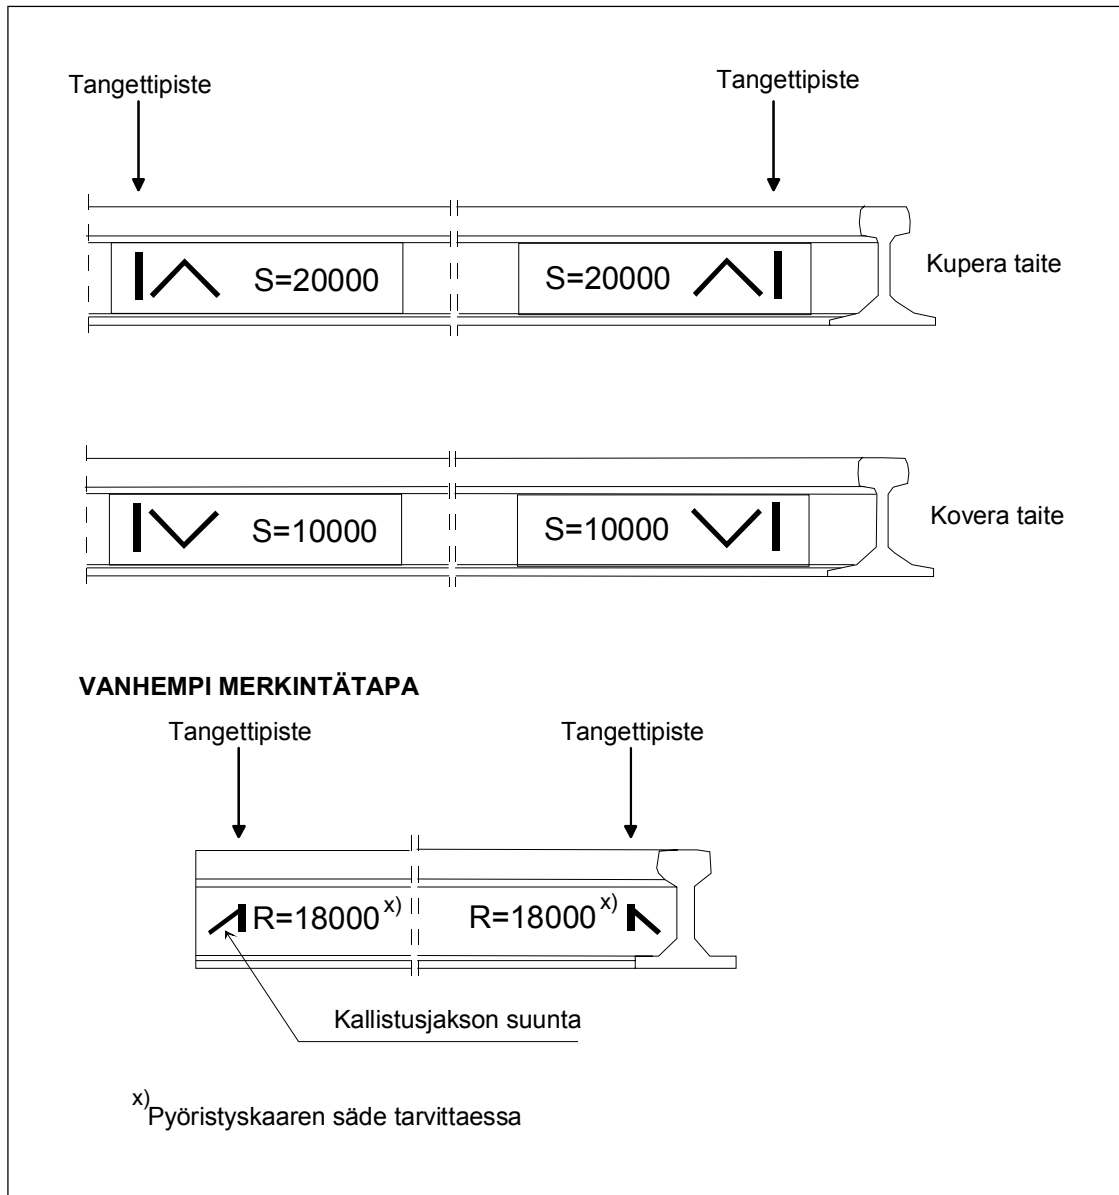 Tangettipiste Tangettipiste
S=20000 S=20000 Kupera taite
S=10000 S=10000 Kovera taite
VANHEMPI MERKINTÄTAPA
Tangettipiste Tangettipiste
R=18000 x) R=18000 x)
Kallistusjakson suunta
x) Pyöristyskaaren säde tarvittaessa